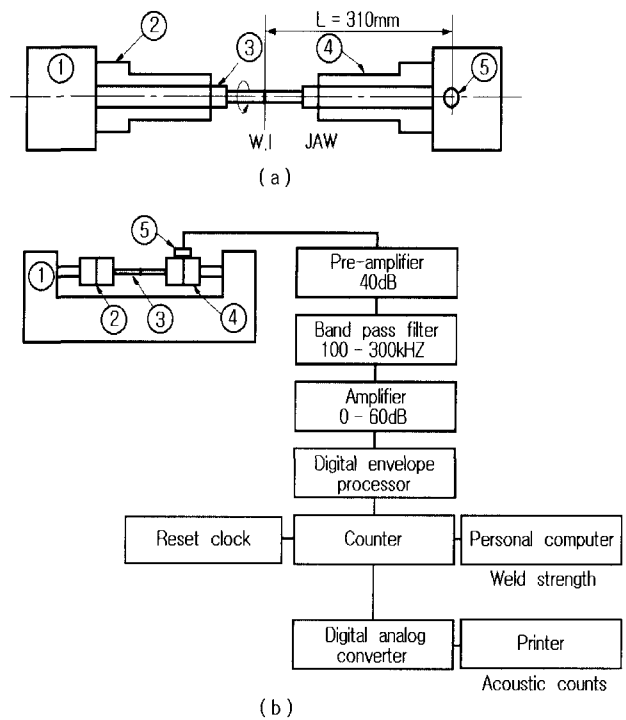 L = 310mm
②
④
①
③
⑤
W.I JAW
(a)
⑤
①
②
③
④
Pre-amplifier
40dB
Band pass filter
100 - 300kHZ
Amplifier
0 - 60dB
Digital envelope
processor
Reset clock
Counter
Personal computer
Weld strength
Digital analog
converter
Printer
Acoustic counts
(b)